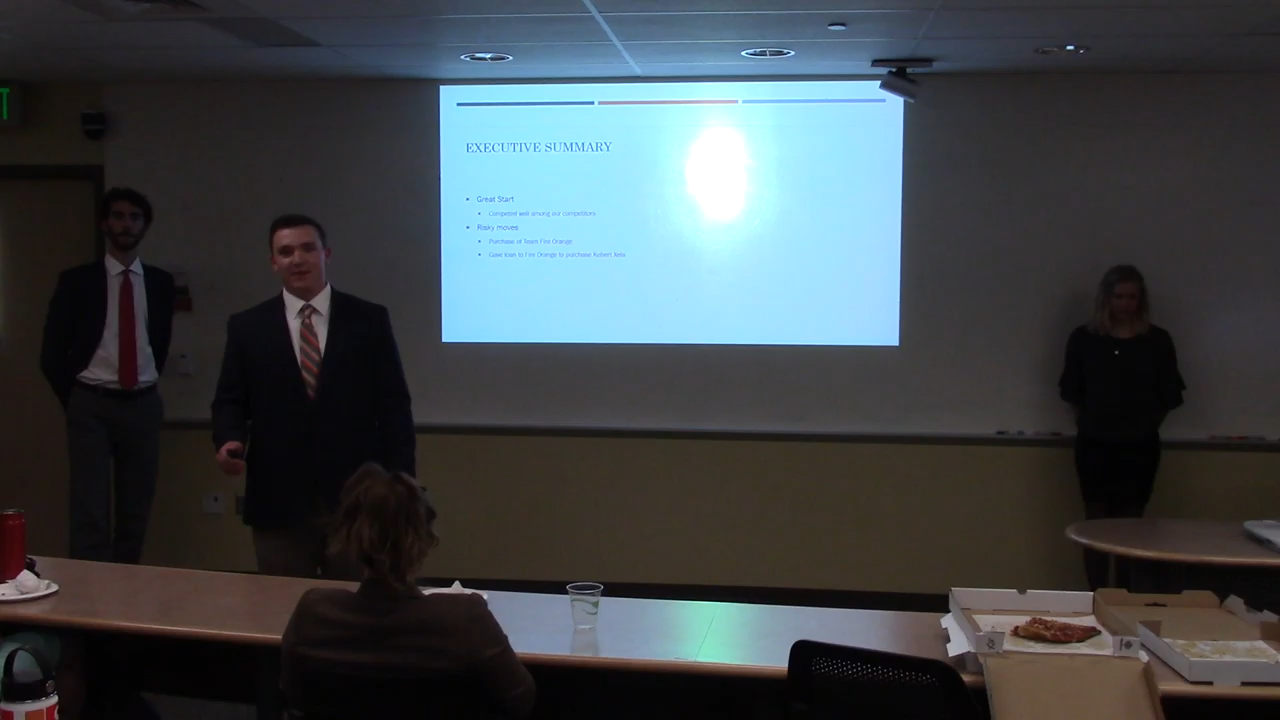 EXECUTIVE SUMMARY
Great Start
Competed well among our competitors
Risky moves
Purchase of Team Fire Orange
Gave loan to Fire Orange to purchase Robert